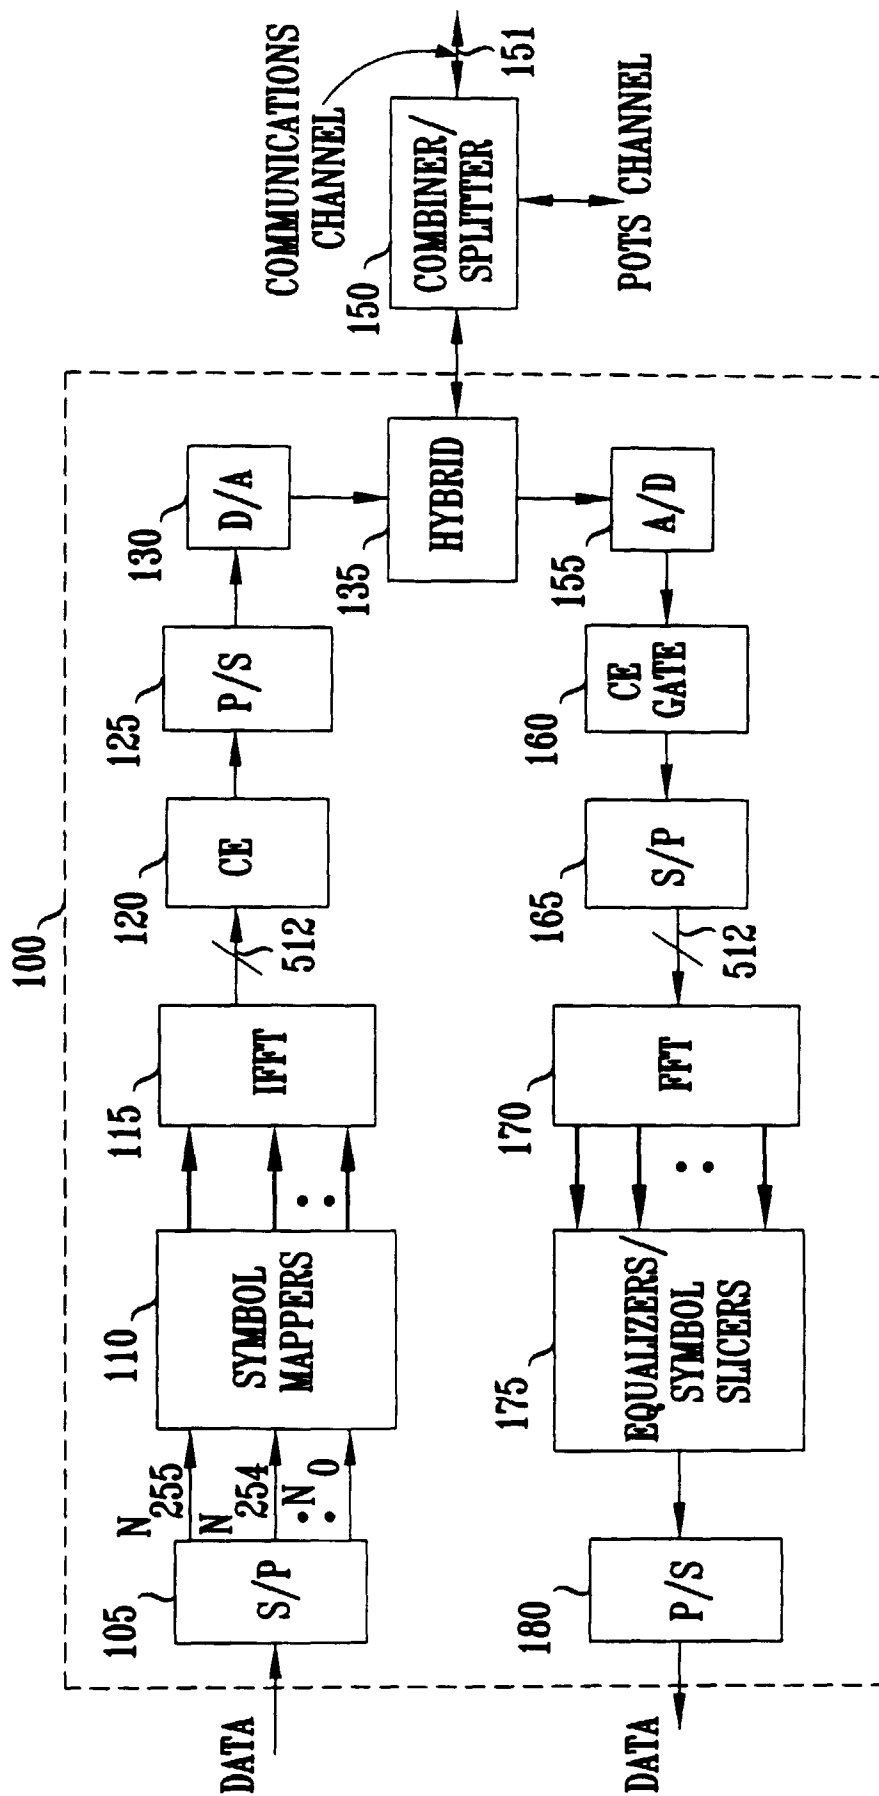 100
DATA
105
S/P
N255
N254
N0
110
SYMBOL
MAPPERS
115
IFFT
512
120
CE
125
P/S
130
D/A
135
HYBRID
150
COMBINER/
SPLITTER
COMMUNICATIONS
CHANNEL
151
POTS CHANNEL
155
A/D
160
CE
GATE
165
S/P
512
170
FFT
175
EQUALIZERS/
SYMBOL
SLICERS
180
P/S
DATA